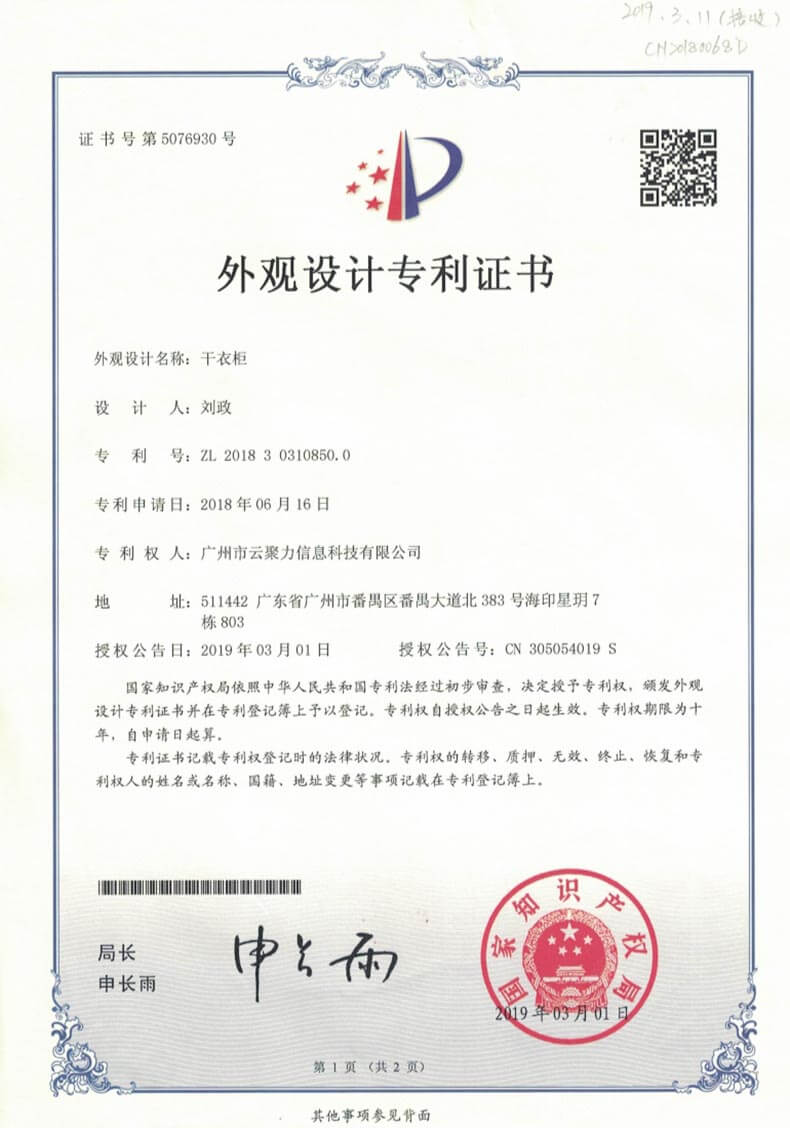 2019.3.11(接收)
CN20180068D
证书号第5076930号
外观设计专利证书
外观设计名称：干衣柜
设计人：刘政
专利号：ZL 2018 3 0310850.0
专利申请日：2018年06月16日
专利权人：广州市云聚力信息科技有限公司
地址：511442 广东省广州市番禺区番禺大道北383号海印星玥7
栋803
授权公告日：2019年03月01日 授权公告号：CN 305054019 S
国家知识产权局依照中华人民共和国专利法经过初步审查，决定授予专利权，颁发外观
设计专利证书并在专利登记簿上予以登记。专利权自授权公告之日起生效。专利权期限为十
年，自申请日起算。
专利证书记载专利权登记时的法律状况。专利权的转移、质押、无效、终止、恢复和专
利权人的姓名或名称、国籍、地址变更等事项记载在专利登记簿上。
局长
申长雨
申长雨
国家知识产权局
2019年03月01日
第1页（共2页）
其他事项参见背面